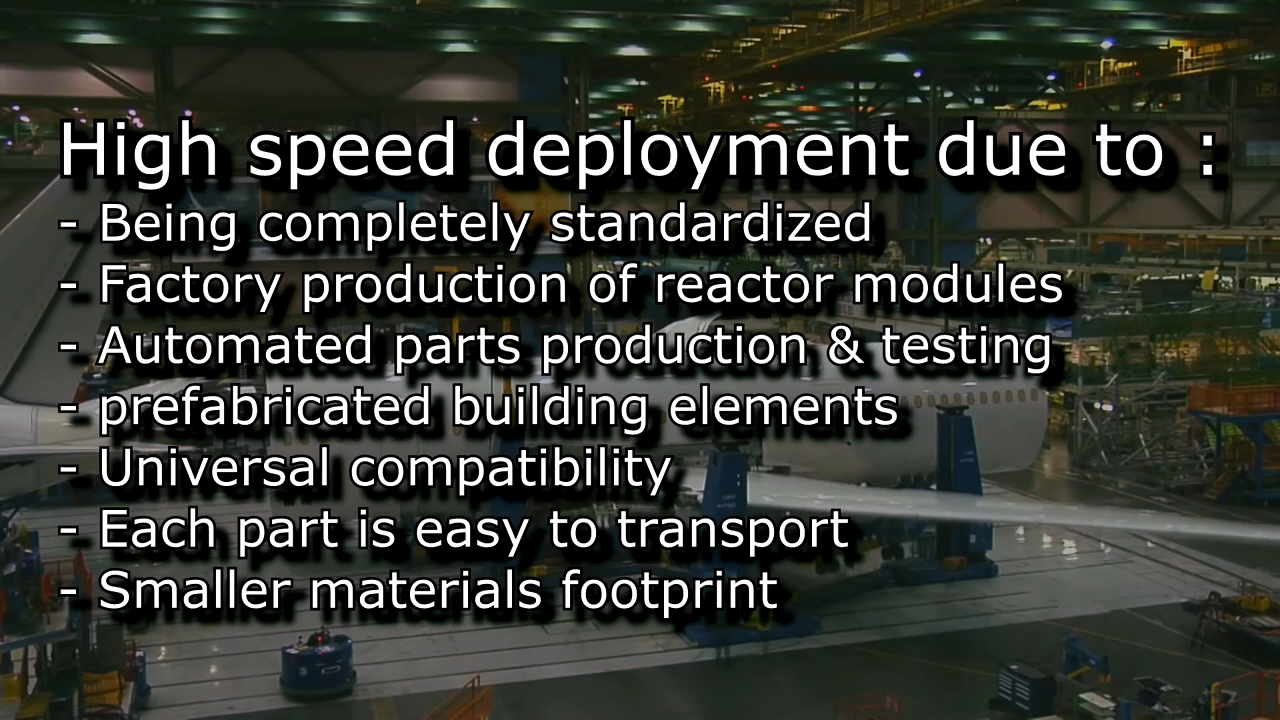 High speed deployment due to :
- Being completely standardized
- Factory production of reactor modules
- Automated parts production & testing
- prefabricated building elements
- Universal compatibility
- Each part is easy to transport
- Smaller materials footprint